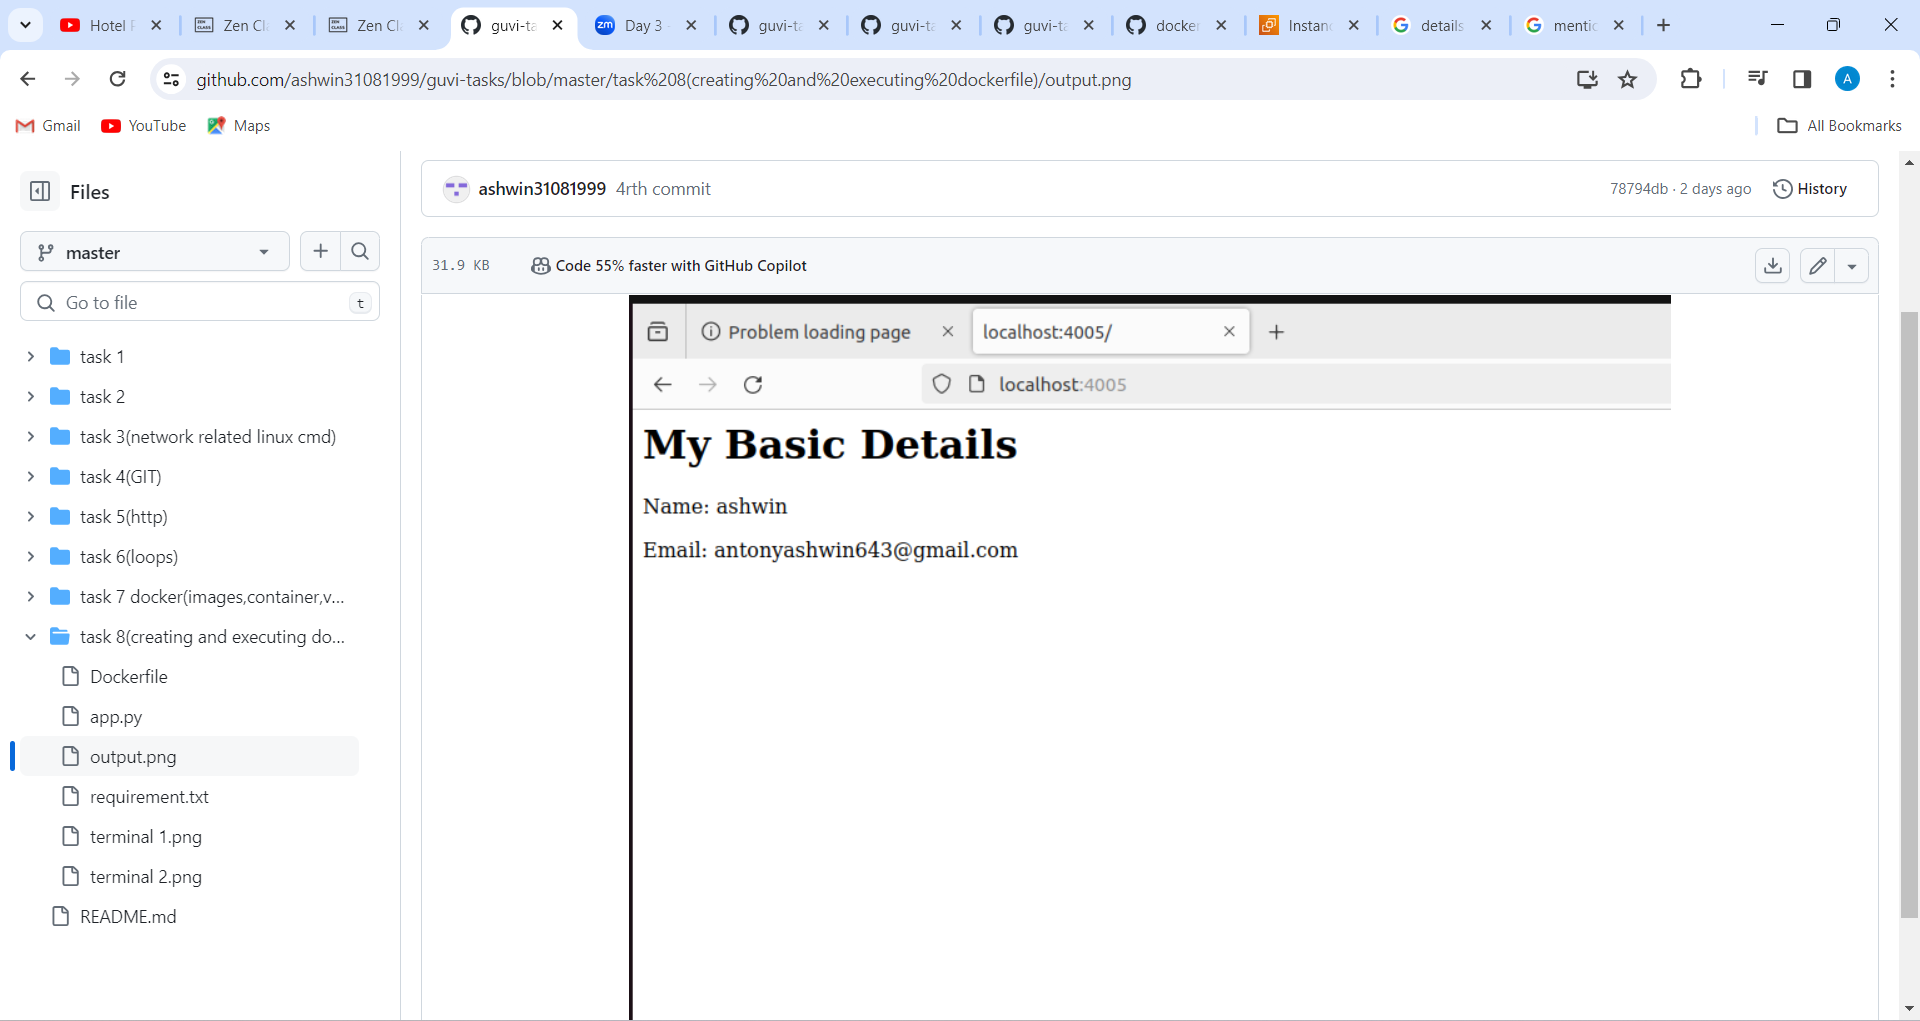 Hotel
Zen Cl
Zen Cl
guvi-ta
zm
Day 3
guvi-ta
guvi-ta
guvi-ta
docker
Instanc
details
mentic
github.com/ashwin31081999/guvi-tasks/blob/master/task%208(creating%20and%20executing%20dockerfile)/output.png
A
Gmail
YouTube
Maps
All Bookmarks
Files
master
Go to file
t
task 1
task 2
task 3(network related linux cmd)
task 4(GIT)
task 5(http)
task 6(loops)
task 7 docker(images,container,v...
task 8(creating and executing do...
Dockerfile
app.py
output.png
requirement.txt
terminal 1.png
terminal 2.png
README.md
ashwin31081999 4rth commit
78794db · 2 days ago
History
31.9 KB
Code 55% faster with GitHub Copilot
Problem loading page
localhost:4005/
localhost:4005
My Basic Details
Name: ashwin
Email: antonyashwin643@gmail.com